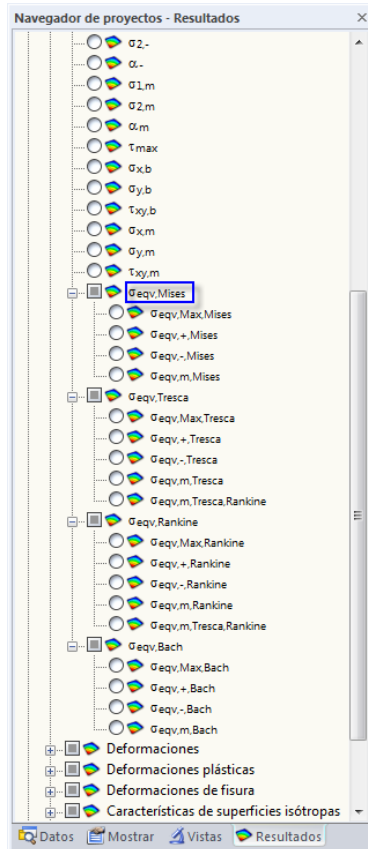 Navegador de proyectos - Resultados
σ2,-
α-
σ1,m
σ2,m
αm
τmax
σx,b
σy,b
τxy,b
σx,m
σy,m
τxy,m
σeqv,Mises
σeqv,Max,Mises
σeqv,+,Mises
σeqv,-,Mises
σeqv,m,Mises
σeqv,Tresca
σeqv,Max,Tresca
σeqv,+,Tresca
σeqv,-,Tresca
σeqv,m,Tresca
σeqv,m,Tresca,Rankine
σeqv,Rankine
σeqv,Max,Rankine
σeqv,+,Rankine
σeqv,-,Rankine
σeqv,m,Rankine
σeqv,m,Tresca,Rankine
σeqv,Bach
σeqv,Max,Bach
σeqv,+,Bach
σeqv,-,Bach
σeqv,m,Bach
Deformaciones
Deformaciones plásticas
Deformaciones de fisura
Características de superficies isótropas
Datos Mostrar Vistas Resultados